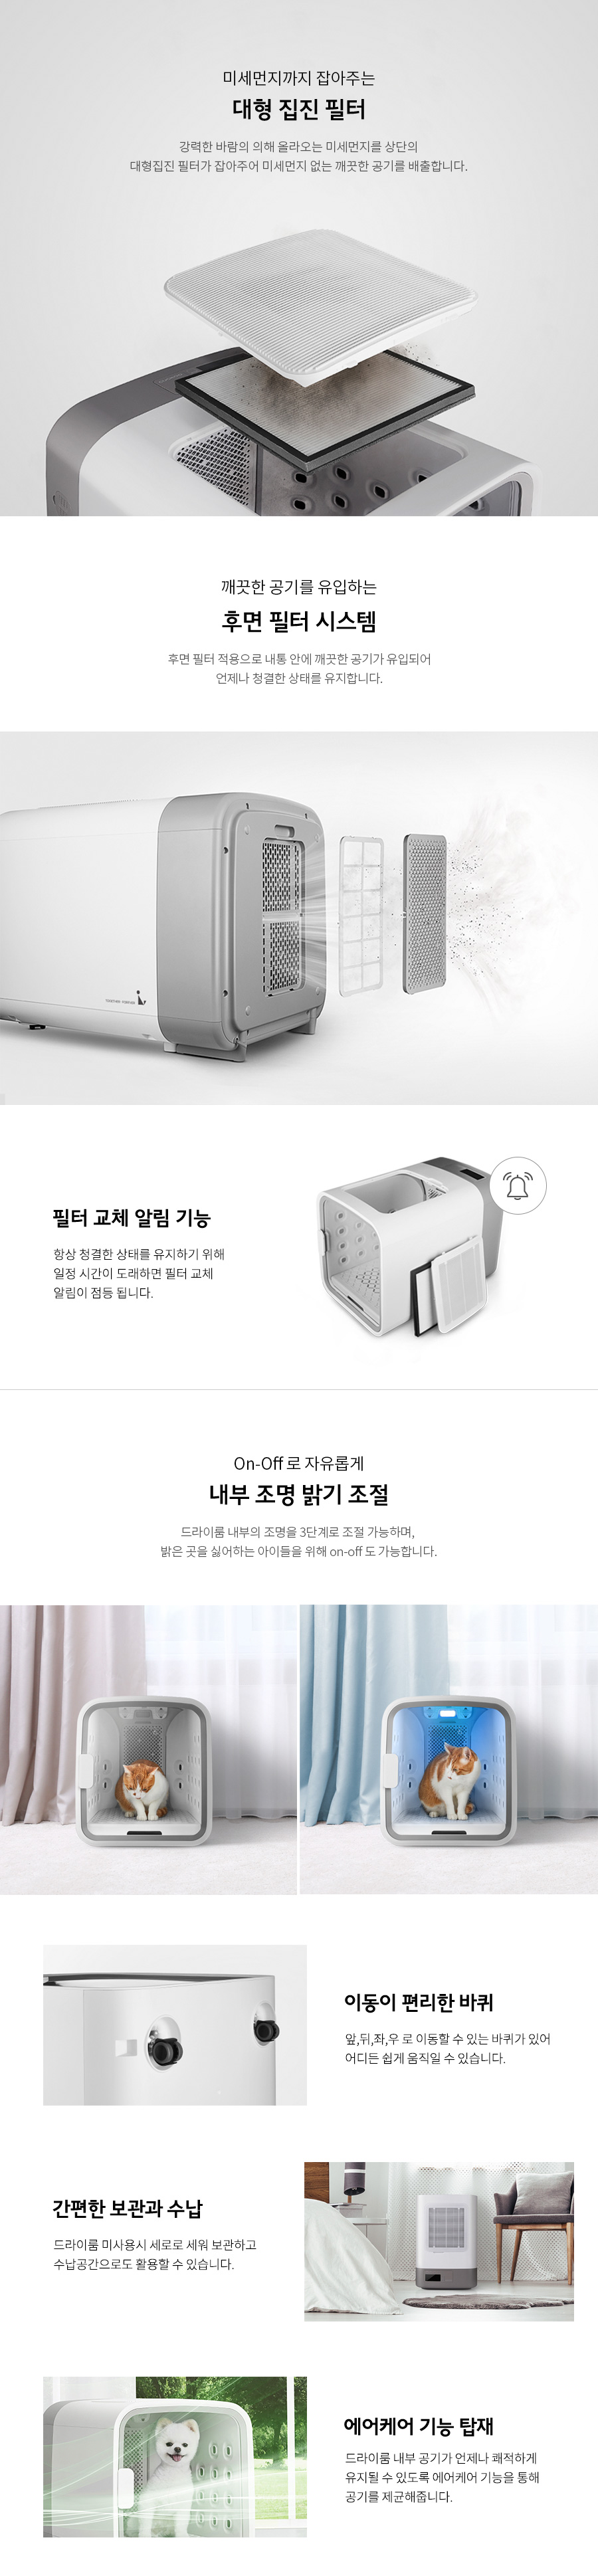 미세먼지까지 잡아주는
대형 집진 필터
강력한 바람의 의해 올라오는 미세먼지를 상단의
대형집진 필터가 잡아주어 미세먼지 없는 깨끗한 공기를 배출합니다.
깨끗한 공기를 유입하는
후면 필터 시스템
후면 필터 적용으로 내통 안에 깨끗한 공기가 유입되어
언제나 청결한 상태를 유지합니다.
필터 교체 알림 기능
항상 청결한 상태를 유지하기 위해
일정 시간이 도래하면 필터 교체
알림이 점등 됩니다.
On-Off 로 자유롭게
내부 조명 밝기 조절
드라이룸 내부의 조명을 3단계로 조절 가능하며,
밝은 곳을 싫어하는 아이들을 위해 on-off 도 가능합니다.
이동이 편리한 바퀴
앞,뒤,좌,우 로 이동할 수 있는 바퀴가 있어
어디든 쉽게 움직일 수 있습니다.
간편한 보관과 수납
드라이룸 미사용시 세로로 세워 보관하고
수납공간으로도 활용할 수 있습니다.
에어케어 기능 탑재
드라이룸 내부 공기가 언제나 쾌적하게
유지될 수 있도록 에어케어 기능을 통해
공기를 제균해줍니다.